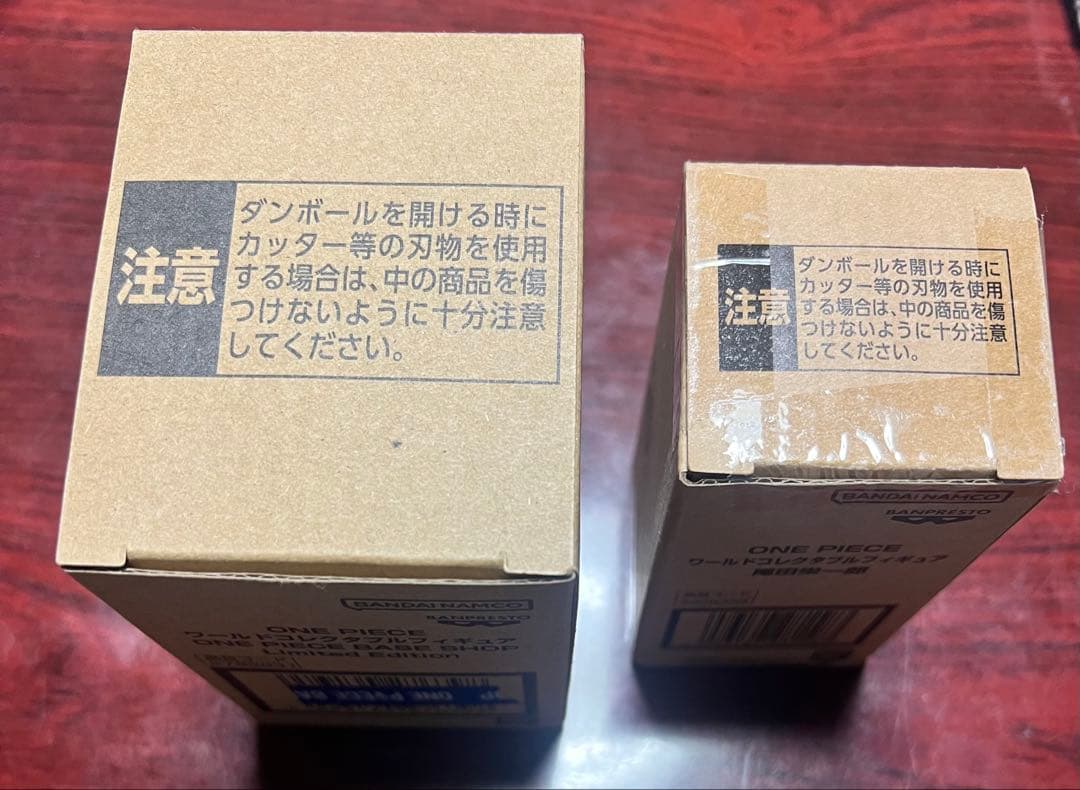 注意
ダンボールを開ける時に
カッター等の刃物を使用
する場合は、中の商品を傷
つけないように十分注意
してください。
BANDAI NAMCO
BANPRESTO
ONE PIECE
ワールドコレクタブルフィギュア
ONE PIECE BASE SHOP
Limited Edition
注意
ダンボールを開ける時に
カッター等の刃物を使用
する場合は、中の商品を傷
つけないように十分注意
してください。
BANDAI NAMCO
BANPRESTO
ONE PIECE
ワールドコレクタブルフィギュア
尾田栄一郎